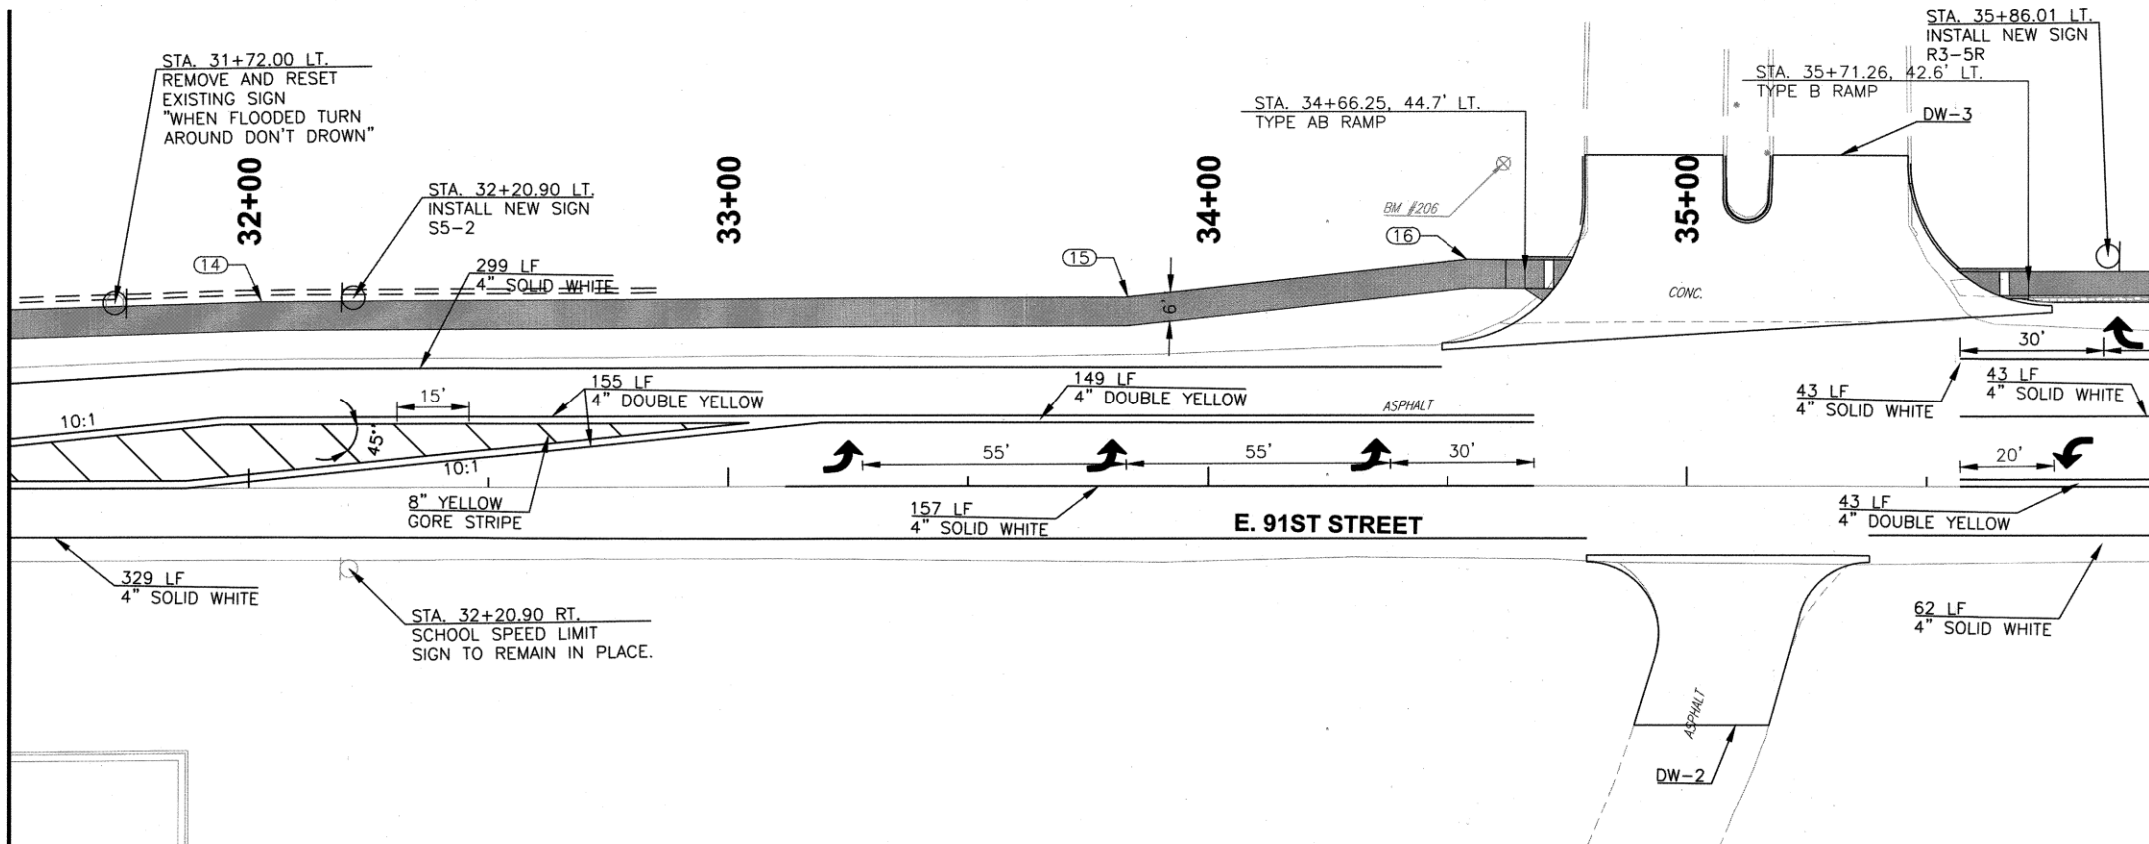 STA. 31+72.00 LT.
REMOVE AND RESET
EXISTING SIGN
"WHEN FLOODED TURN
AROUND DON'T DROWN"
32+00
STA. 32+20.90 LT.
INSTALL NEW SIGN
S5-2
33+00
34+00
STA. 34+66.25, 44.7' LT.
TYPE AB RAMP
BM #206
35+00
STA. 35+71.26, 42.6' LT.
TYPE B RAMP
STA. 35+86.01 LT.
INSTALL NEW SIGN
R3-5R
DW-3
14
15
16
299 LF
4" SOLID WHITE
6'
CONC.
30'
10:1
15'
45°
155 LF
4" DOUBLE YELLOW
149 LF
4" DOUBLE YELLOW
ASPHALT
43 LF
4" SOLID WHITE
43 LF
4" SOLID WHITE
10:1
55'
55'
30'
20'
8" YELLOW
GORE STRIPE
157 LF
4" SOLID WHITE
E. 91ST STREET
43 LF
4" DOUBLE YELLOW
329 LF
4" SOLID WHITE
STA. 32+20.90 RT.
SCHOOL SPEED LIMIT
SIGN TO REMAIN IN PLACE.
62 LF
4" SOLID WHITE
ASPHALT
DW-2